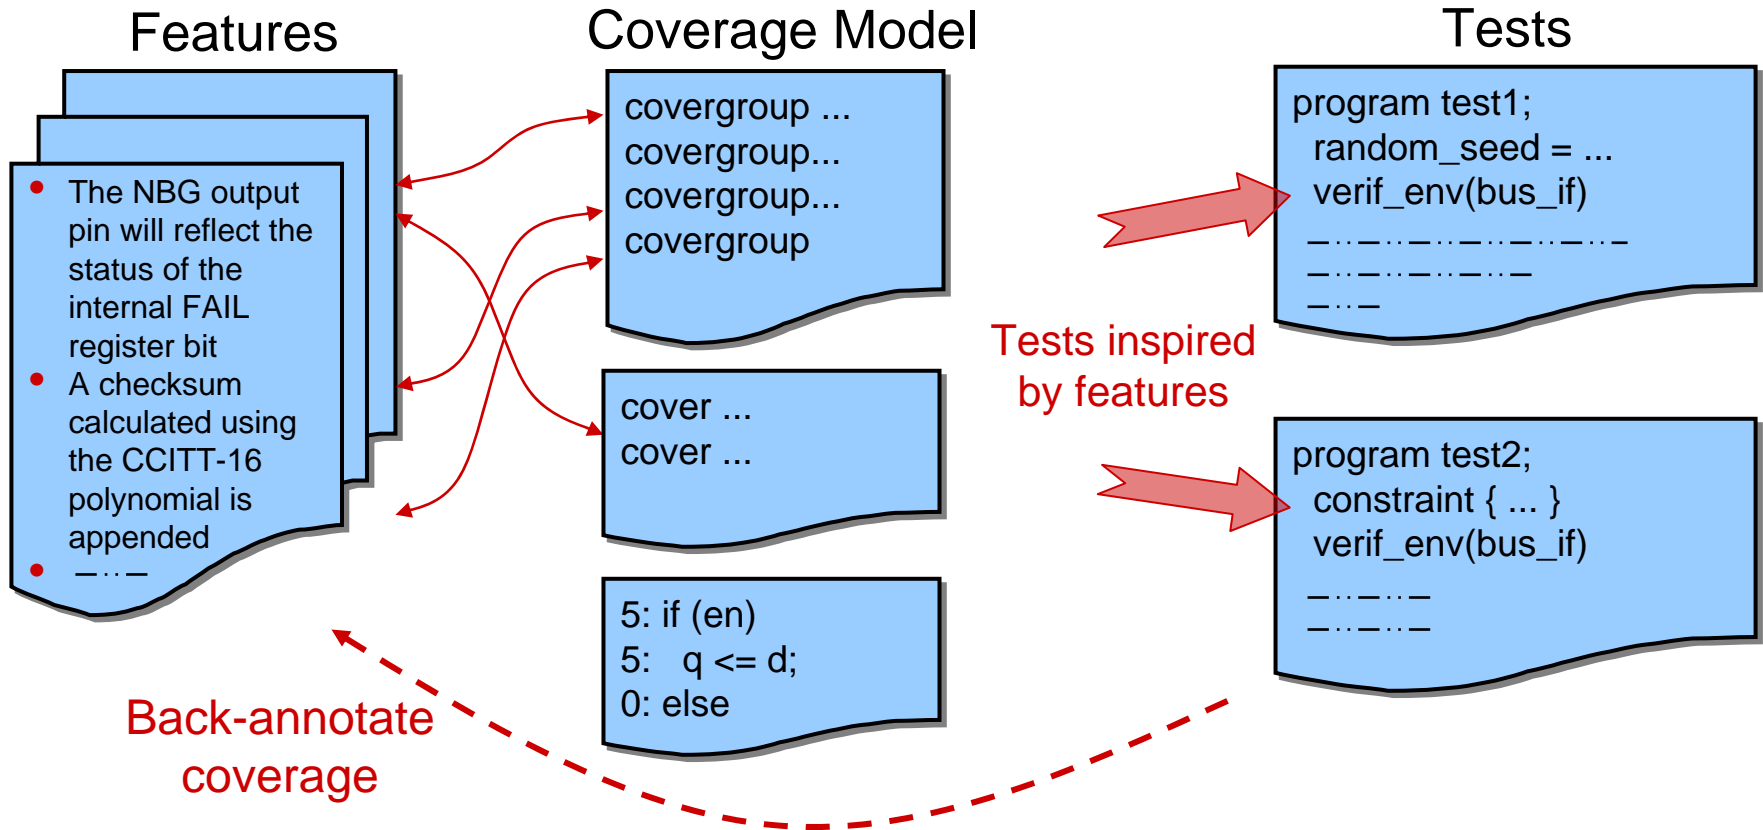 Features
Coverage Model
Tests
The NBG output
pin will reflect the
status of the
internal FAIL
register bit
A checksum
calculated using
the CCITT-16
polynomial is
appended
covergroup ...
covergroup...
covergroup...
covergroup
cover ...
cover ...
5: if (en)
5: q <= d;
0: else
Tests inspired
by features
program test1;
random_seed = ...
verif_env(bus_if)
program test2;
constraint { ... }
verif_env(bus_if)
Back-annotate
coverage